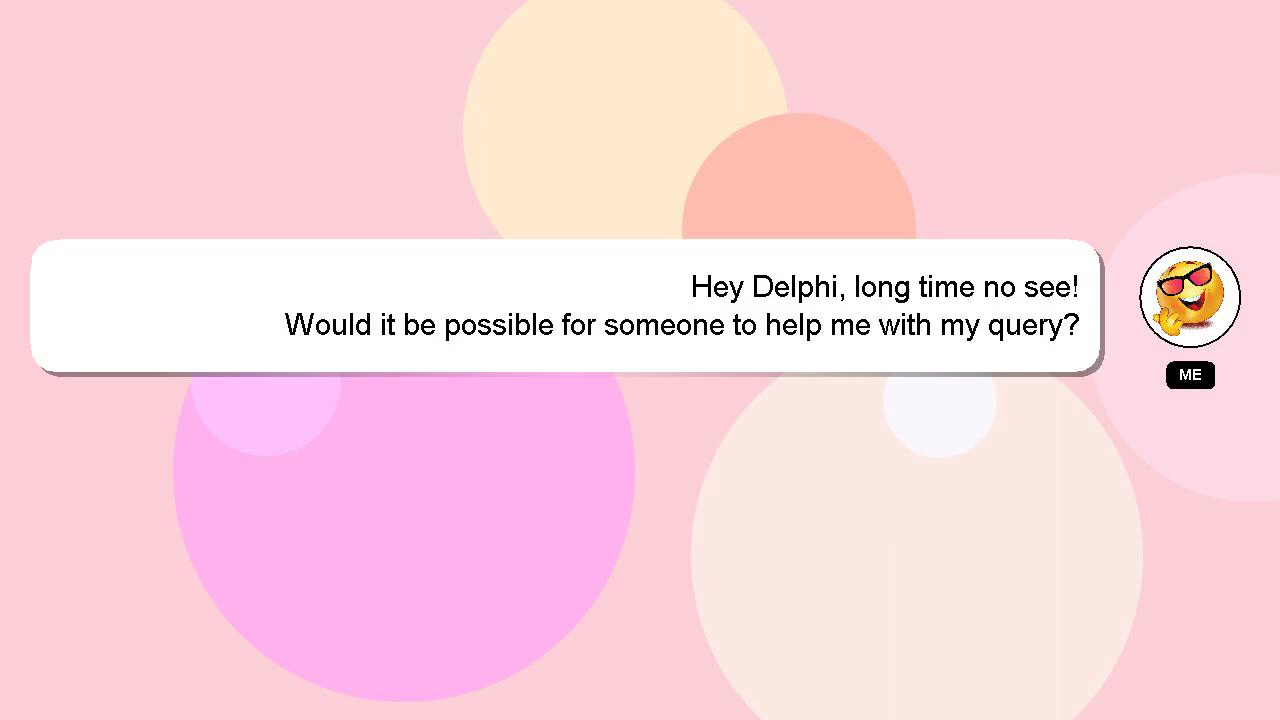 Hey Delphi, long time no see!
Would it be possible for someone to help me with my query?
ME